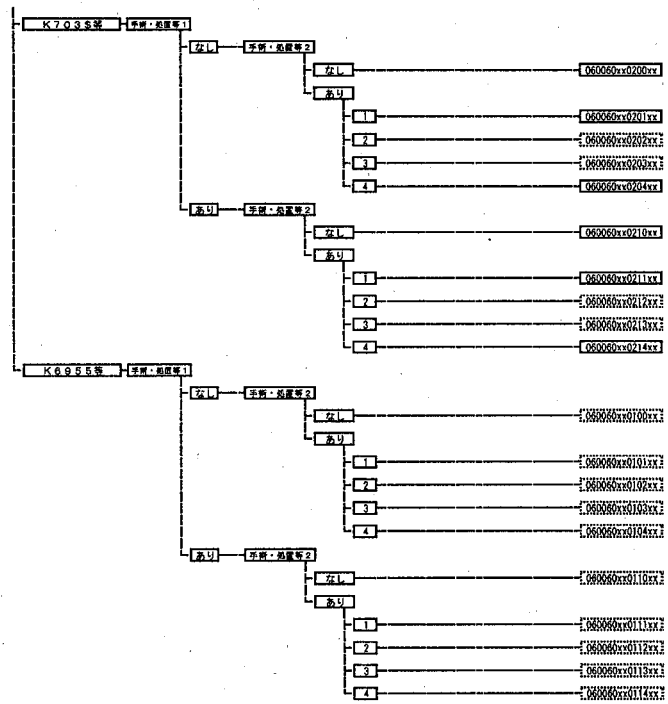 K703$等 手術・処置等1
なし 手術・処置等2
なし 060060xx0200xx
あり
1 060060xx0201xx
2 060060xx0202xx
3 060060xx0203xx
4 060060xx0204xx
あり 手術・処置等2
なし 060060xx0210xx
あり
1 060060xx0211xx
2 060060xx0212xx
3 060060xx0213xx
4 060060xx0214xx
K6955等 手術・処置等1
なし 手術・処置等2
なし 060060xx0100xx
あり
1 060060xx0101xx
2 060060xx0102xx
3 060060xx0103xx
4 060060xx0104xx
あり 手術・処置等2
なし 060060xx0110xx
あり
1 060060xx0111xx
2 060060xx0112xx
3 060060xx0113xx
4 060060xx0114xx